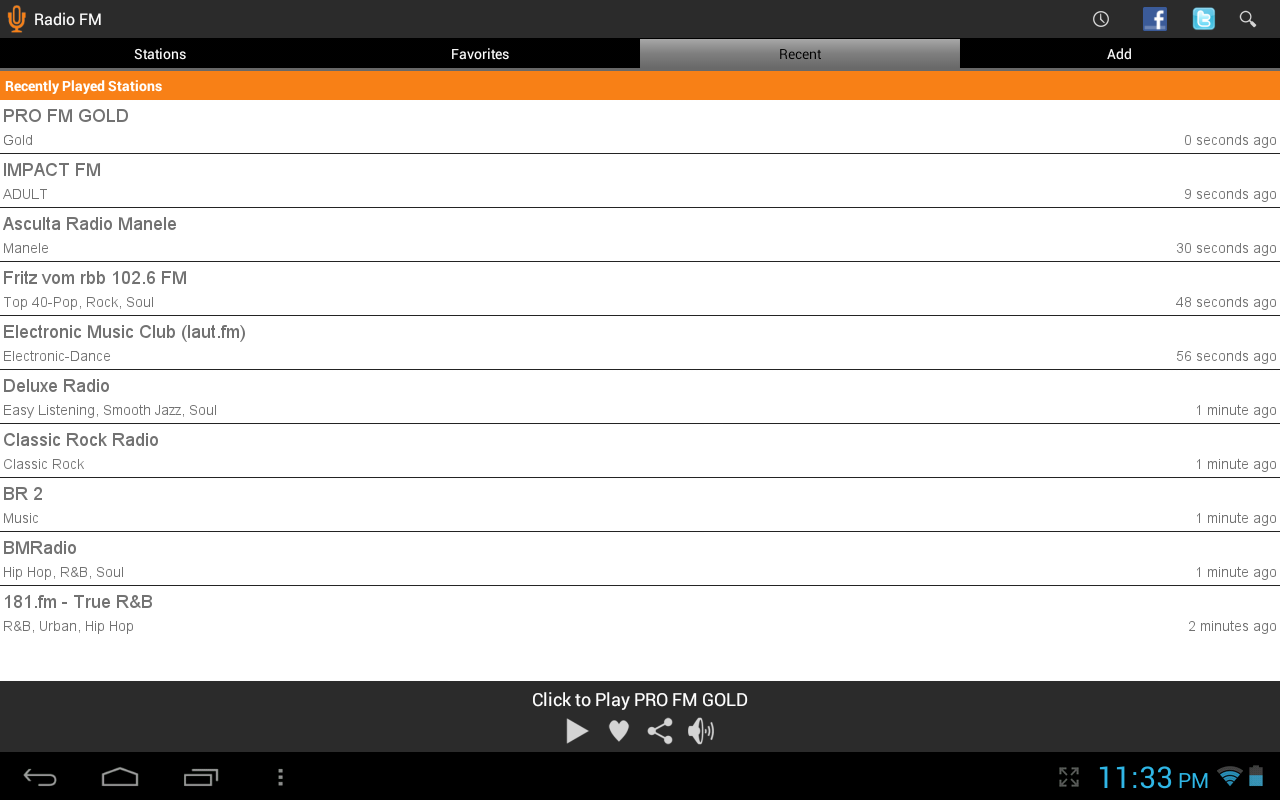 Radio FM
Stations Favorites Recent Add
Recently Played Stations
PRO FM GOLD
Gold 0 seconds ago
IMPACT FM
ADULT 9 seconds ago
Asculta Radio Manele
Manele 30 seconds ago
Fritz vom rbb 102.6 FM
Top 40-Pop, Rock, Soul 48 seconds ago
Electronic Music Club (laut.fm)
Electronic-Dance 56 seconds ago
Deluxe Radio
Easy Listening, Smooth Jazz, Soul 1 minute ago
Classic Rock Radio
Classic Rock 1 minute ago
BR 2
Music 1 minute ago
BMRadio
Hip Hop, R&B, Soul 1 minute ago
181.fm - True R&B
R&B, Urban, Hip Hop 2 minutes ago
Click to Play PRO FM GOLD
11:33 PM